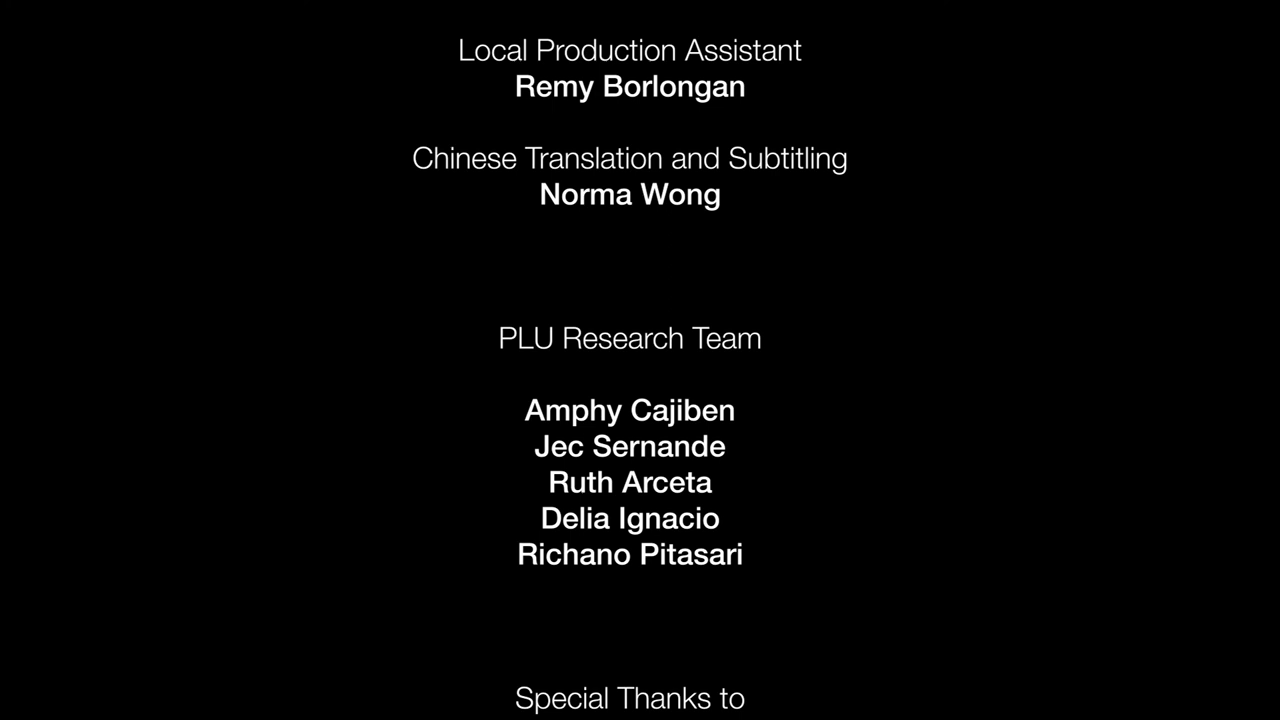 Local Production Assistant
Remy Borlongan
Chinese Translation and Subtitling
Norma Wong
PLU Research Team
Amphy Cajiben
Jec Sernande
Ruth Arceta
Delia Ignacio
Richano Pitasari
Special Thanks to